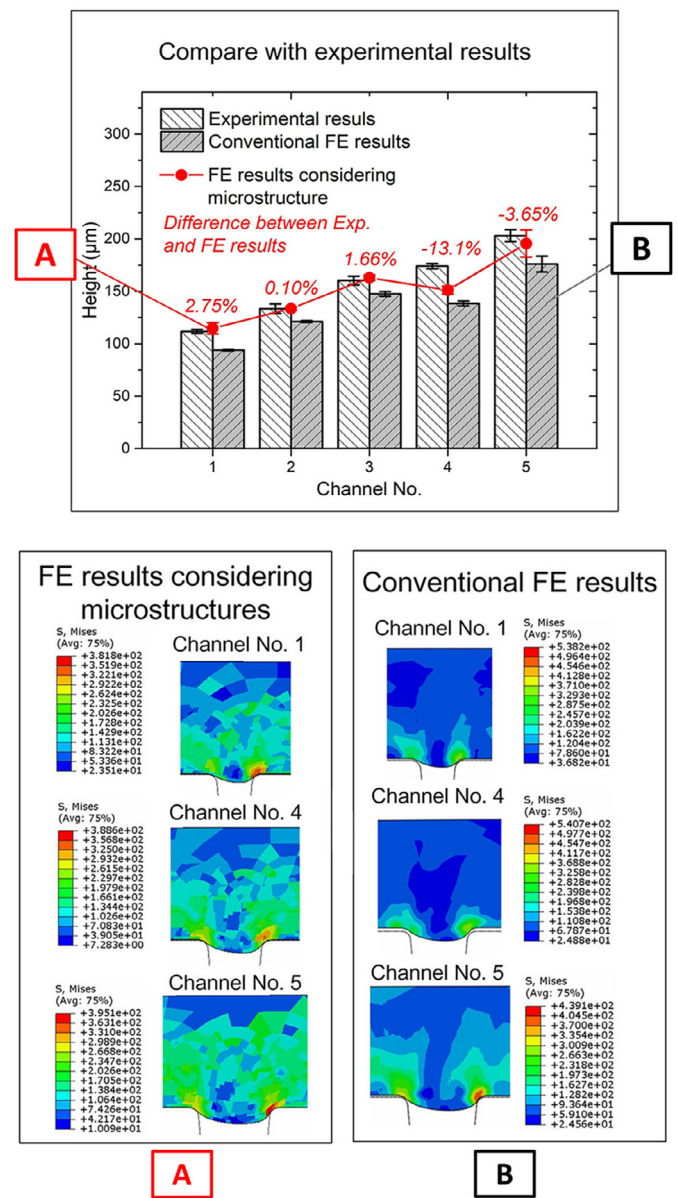 Compare with experimental results
Experimental resuls
Conventional FE results
FE results considering
microstructure
Difference between Exp.
and FE results
Height (μm)
300
250
200
150
100
50
0
2.75%
0.10%
1.66%
-13.1%
-3.65%
A
B
1 2 3 4 5
Channel No.
FE results considering
microstructures
Channel No. 1
S, Mises
(Avg: 75%)
+3.818e+02
+3.519e+02
+3.221e+02
+2.922e+02
+2.624e+02
+2.325e+02
+2.026e+02
+1.728e+02
+1.429e+02
+1.131e+02
+8.322e+01
+5.336e+01
+2.351e+01
Channel No. 4
S, Mises
(Avg: 75%)
+3.886e+02
+3.568e+02
+3.250e+02
+2.932e+02
+2.615e+02
+2.297e+02
+1.979e+02
+1.661e+02
+1.344e+02
+1.026e+02
+7.083e+01
+3.905e+01
+7.283e+00
Channel No. 5
S, Mises
(Avg: 75%)
+3.951e+02
+3.631e+02
+3.310e+02
+2.989e+02
+2.668e+02
+2.347e+02
+2.026e+02
+1.705e+02
+1.384e+02
+1.064e+02
+7.426e+01
+4.217e+01
+1.009e+01
A
Conventional FE results
Channel No. 1
S, Mises
(Avg: 75%)
+5.382e+02
+4.964e+02
+4.546e+02
+4.128e+02
+3.710e+02
+3.293e+02
+2.875e+02
+2.457e+02
+2.039e+02
+1.622e+02
+1.204e+02
+7.860e+01
+3.682e+01
Channel No. 4
S, Mises
(Avg: 75%)
+5.407e+02
+4.977e+02
+4.547e+02
+4.117e+02
+3.688e+02
+3.258e+02
+2.828e+02
+2.398e+02
+1.968e+02
+1.538e+02
+1.108e+02
+6.787e+01
+2.488e+01
Channel No. 5
S, Mises
(Avg: 75%)
+4.391e+02
+4.045e+02
+3.700e+02
+3.354e+02
+3.009e+02
+2.663e+02
+2.318e+02
+1.973e+02
+1.627e+02
+1.282e+02
+9.364e+01
+5.910e+01
+2.456e+01
B